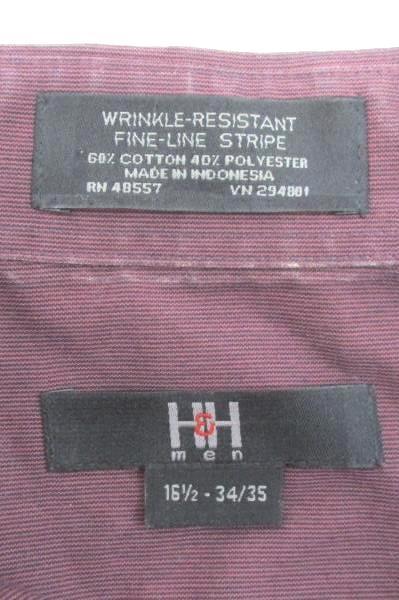 WRINKLE-RESISTANT
FINE-LINE STRIPE
60% COTTON 40% POLYESTER
MADE IN INDONESIA
RN 48557 VN 294801
H&H
men
16½ - 34/35